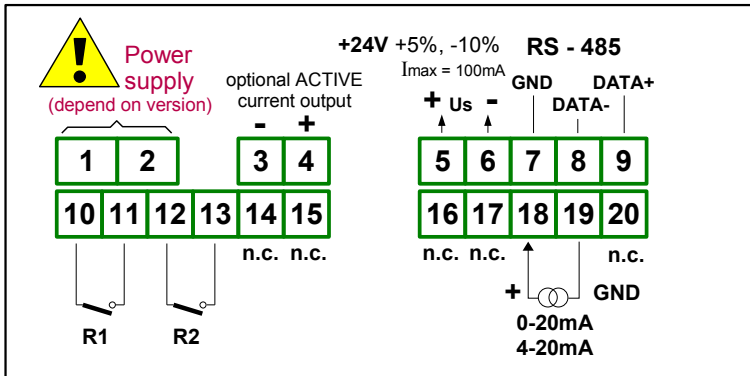 !
Power
supply
(depend on version)
optional ACTIVE
current output
- +
+24V +5%, -10%
Imax = 100mA
+ Us -
RS - 485
GND
DATA+
DATA-
1 2 3 4 5 6 7 8 9
10 11 12 13 14 15 16 17 18 19 20
n.c. n.c. n.c. n.c. n.c.
R1 R2
+ GND
0-20mA
4-20mA